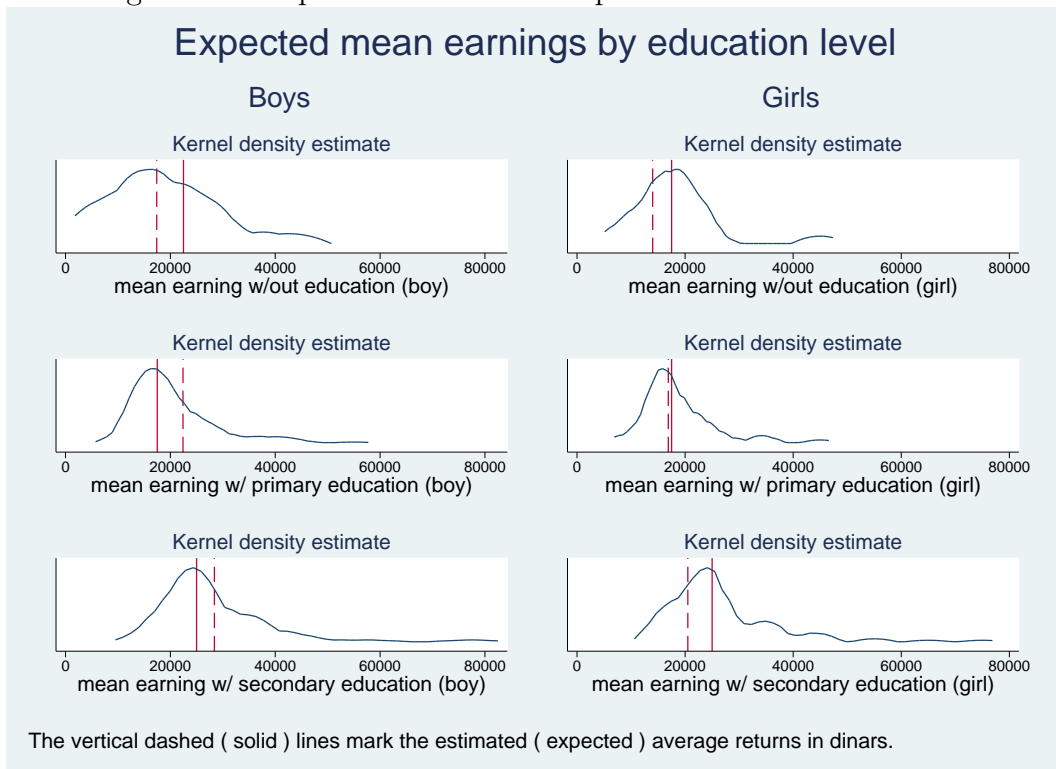 Expected mean earnings by education level
Boys
Girls
Kernel density estimate
0 20000 40000 60000 80000
mean earning w/out education (boy)
Kernel density estimate
0 20000 40000 60000 80000
mean earning w/out education (girl)
Kernel density estimate
0 20000 40000 60000 80000
mean earning w/ primary education (boy)
Kernel density estimate
0 20000 40000 60000 80000
mean earning w/ primary education (girl)
Kernel density estimate
0 20000 40000 60000 80000
mean earning w/ secondary education (boy)
Kernel density estimate
0 20000 40000 60000 80000
mean earning w/ secondary education (girl)
The vertical dashed ( solid ) lines mark the estimated ( expected ) average returns in dinars.